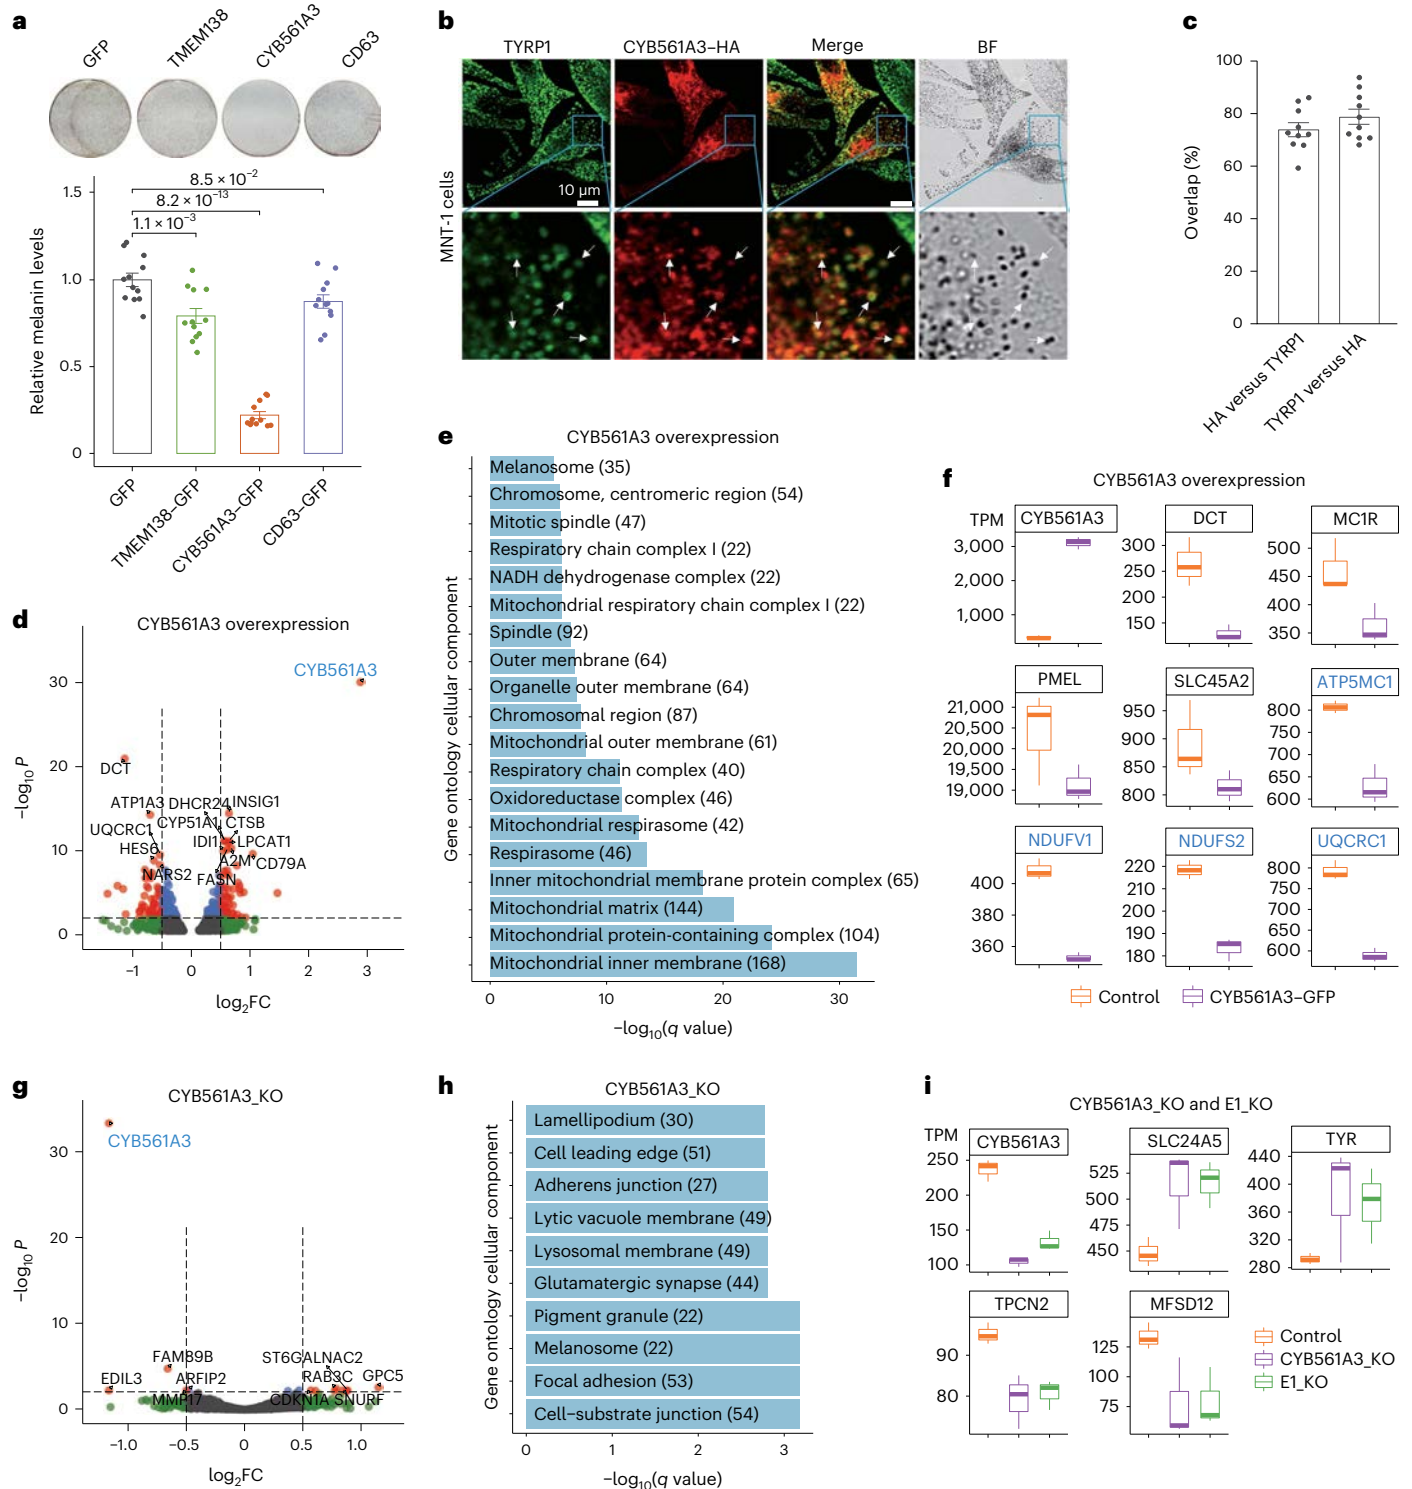 a
GFP
TMEM138
CYB561A3
CD63
Relative melanin levels
1.5
1.0
0.5
0
8.5 × 10⁻²
8.2 × 10⁻¹³
1.1 × 10⁻³
GFP
TMEM138–GFP
CYB561A3–GFP
CD63–GFP
b
TYRP1
CYB561A3–HA
Merge
BF
MNT-1 cells
10 µm
c
Overlap (%)
100
80
60
40
20
0
HA versus TYRP1
TYRP1 versus HA
d
CYB561A3 overexpression
CYB561A3
DCT
ATP1A3
DHCR24
INSIG1
UQCRC1
CYP51A1
CTSB
HES6
IDI1
LPCAT1
A2M
CD79A
NARS2
FASN
−log₁₀ P
30
20
10
0
−1
0
1
2
3
log₂FC
e
CYB561A3 overexpression
Gene ontology cellular component
Melanosome (35)
Chromosome, centromeric region (54)
Mitotic spindle (47)
Respiratory chain complex I (22)
NADH dehydrogenase complex (22)
Mitochondrial respiratory chain complex I (22)
Spindle (92)
Outer membrane (64)
Organelle outer membrane (64)
Chromosomal region (87)
Mitochondrial outer membrane (61)
Respiratory chain complex (40)
Oxidoreductase complex (46)
Mitochondrial respirasome (42)
Respirasome (46)
Inner mitochondrial membrane protein complex (65)
Mitochondrial matrix (144)
Mitochondrial protein-containing complex (104)
Mitochondrial inner membrane (168)
0
10
20
30
−log₁₀(q value)
f
CYB561A3 overexpression
TPM
CYB561A3
3,000
2,000
1,000
DCT
300
250
200
150
MC1R
500
450
400
350
PMEL
21,000
20,500
20,000
19,500
19,000
SLC45A2
950
900
850
800
ATP5MC1
800
750
700
650
600
NDUFV1
400
380
360
NDUFS2
220
210
200
190
180
UQCRC1
800
750
700
650
600
Control
CYB561A3–GFP
g
CYB561A3_KO
CYB561A3
−log₁₀ P
30
20
10
0
FAM89B
ST6GALNAC2
EDIL3
ARFIP2
RAB3C
GPC5
MMP17
CDKN1A
SNURF
−1.0
−0.5
0
0.5
1.0
log₂FC
h
CYB561A3_KO
Gene ontology cellular component
Lamellipodium (30)
Cell leading edge (51)
Adherens junction (27)
Lytic vacuole membrane (49)
Lysosomal membrane (49)
Glutamatergic synapse (44)
Pigment granule (22)
Melanosome (22)
Focal adhesion (53)
Cell–substrate junction (54)
0
1
2
3
−log₁₀(q value)
i
CYB561A3_KO and E1_KO
TPM
CYB561A3
250
200
150
100
SLC24A5
525
500
475
450
TYR
440
400
360
320
280
TPCN2
90
80
MFSD12
125
100
75
Control
CYB561A3_KO
E1_KO